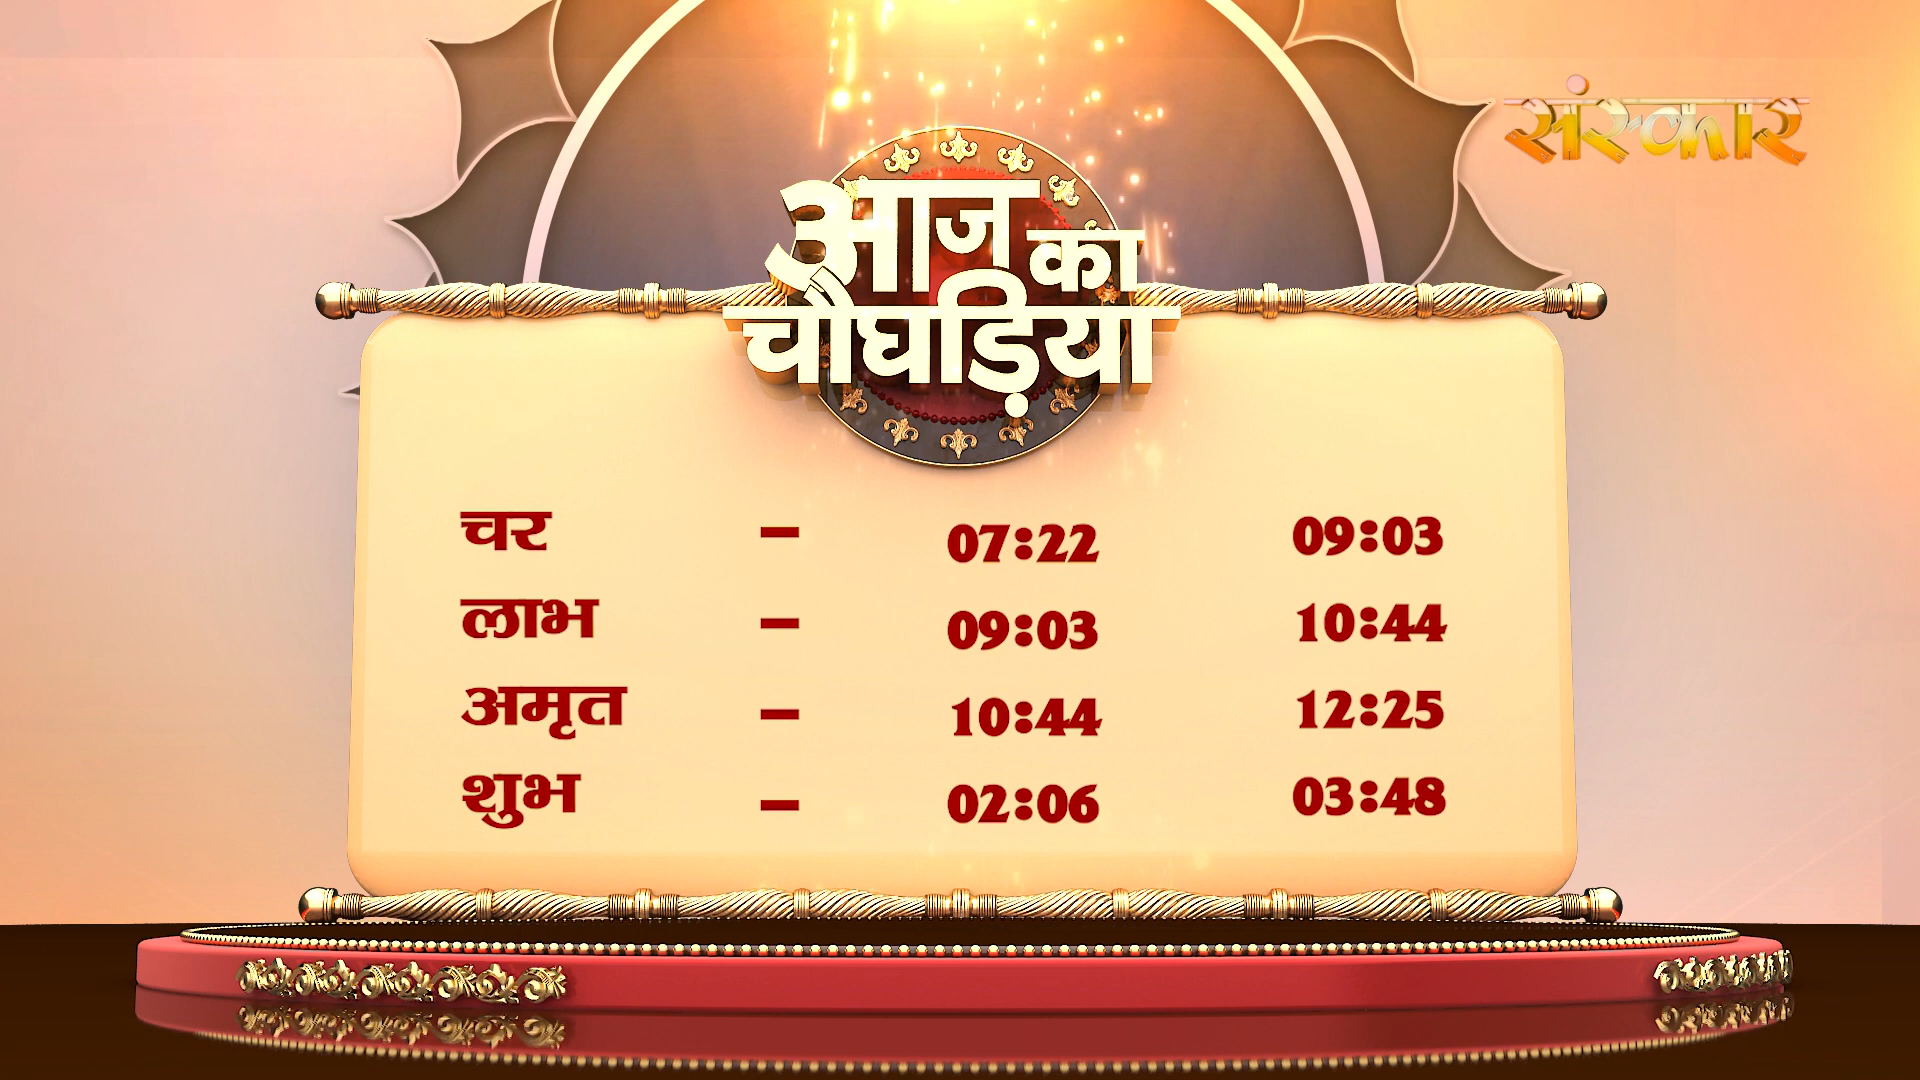 संस्कार
आज का
चौघड़िया
चर – 07:22 09:03
लाभ – 09:03 10:44
अमृत – 10:44 12:25
शुभ – 02:06 03:48